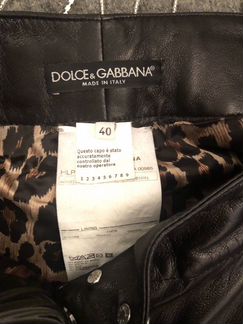 DOLCE & GABBANA
MADE IN ITALY
40
Questo capo è stato
accuratamente
controllato dal
nostro operatore
1 2 3 4 5 6 7 8 9
LINING